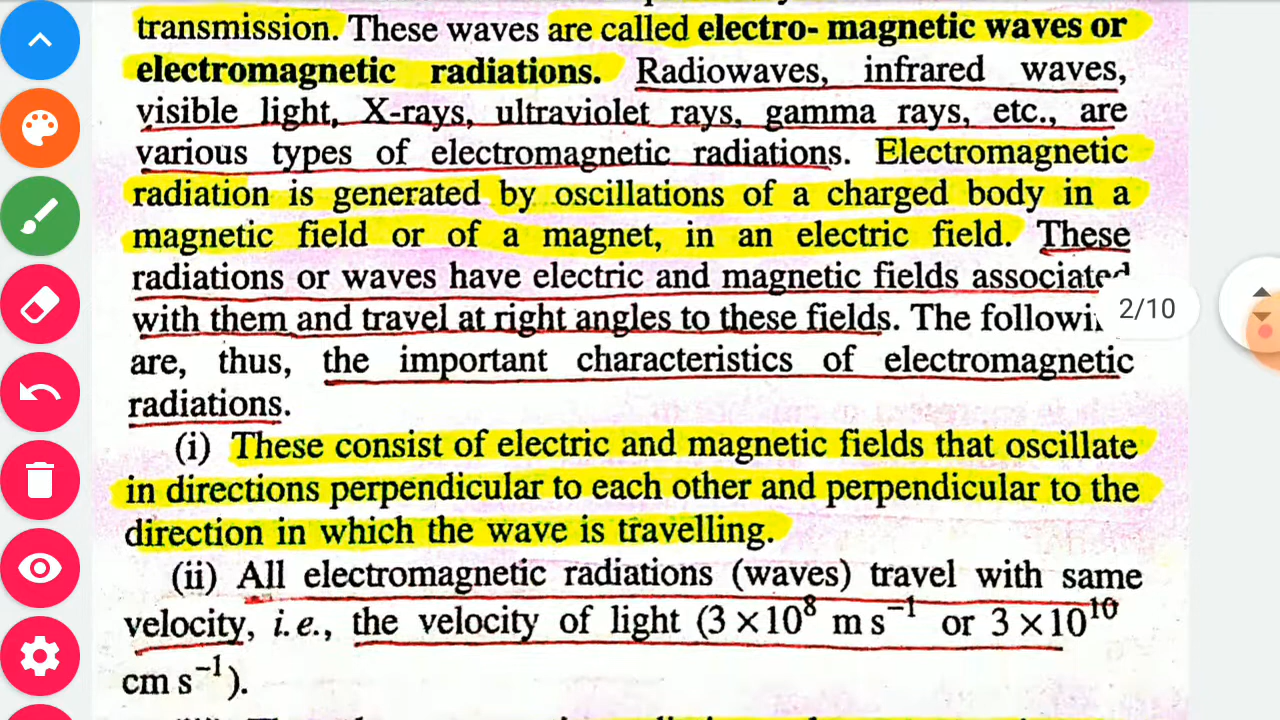 transmission. These waves are called electro- magnetic waves or
electromagnetic radiations. Radiowaves, infrared waves,
visible light, X-rays, ultraviolet rays, gamma rays, etc., are
various types of electromagnetic radiations. Electromagnetic
radiation is generated by oscillations of a charged body in a
magnetic field or of a magnet, in an electric field. These
radiations or waves have electric and magnetic fields associated
with them and travel at right angles to these fields. The
2/10
are, thus, the important characteristics of electromagnetic
radiations.
(i) These consist of electric and magnetic fields that oscillate
in directions perpendicular to each other and perpendicular to the
direction in which the wave is travelling.
(ii) All electromagnetic radiations (waves) travel with same
velocity, i.e., the velocity of light (3 × 10⁸ m s⁻¹ or 3 × 10¹⁰
cm s⁻¹).